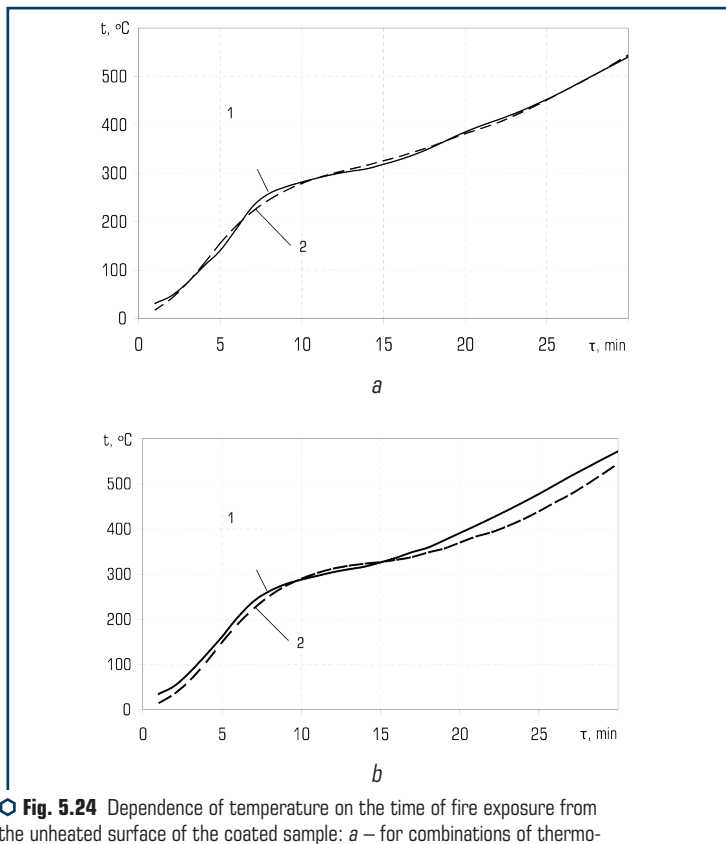 t, ºC
500
1
400
300
200
2
100
0
0 5 10 15 20 25 τ, min
a
t, ºC
500
1
400
300
200
2
100
0
0 5 10 15 20 25 τ, min
b
Fig. 5.24 Dependence of temperature on the time of fire exposure from
the unheated surface of the coated sample: a – for combinations of thermo-